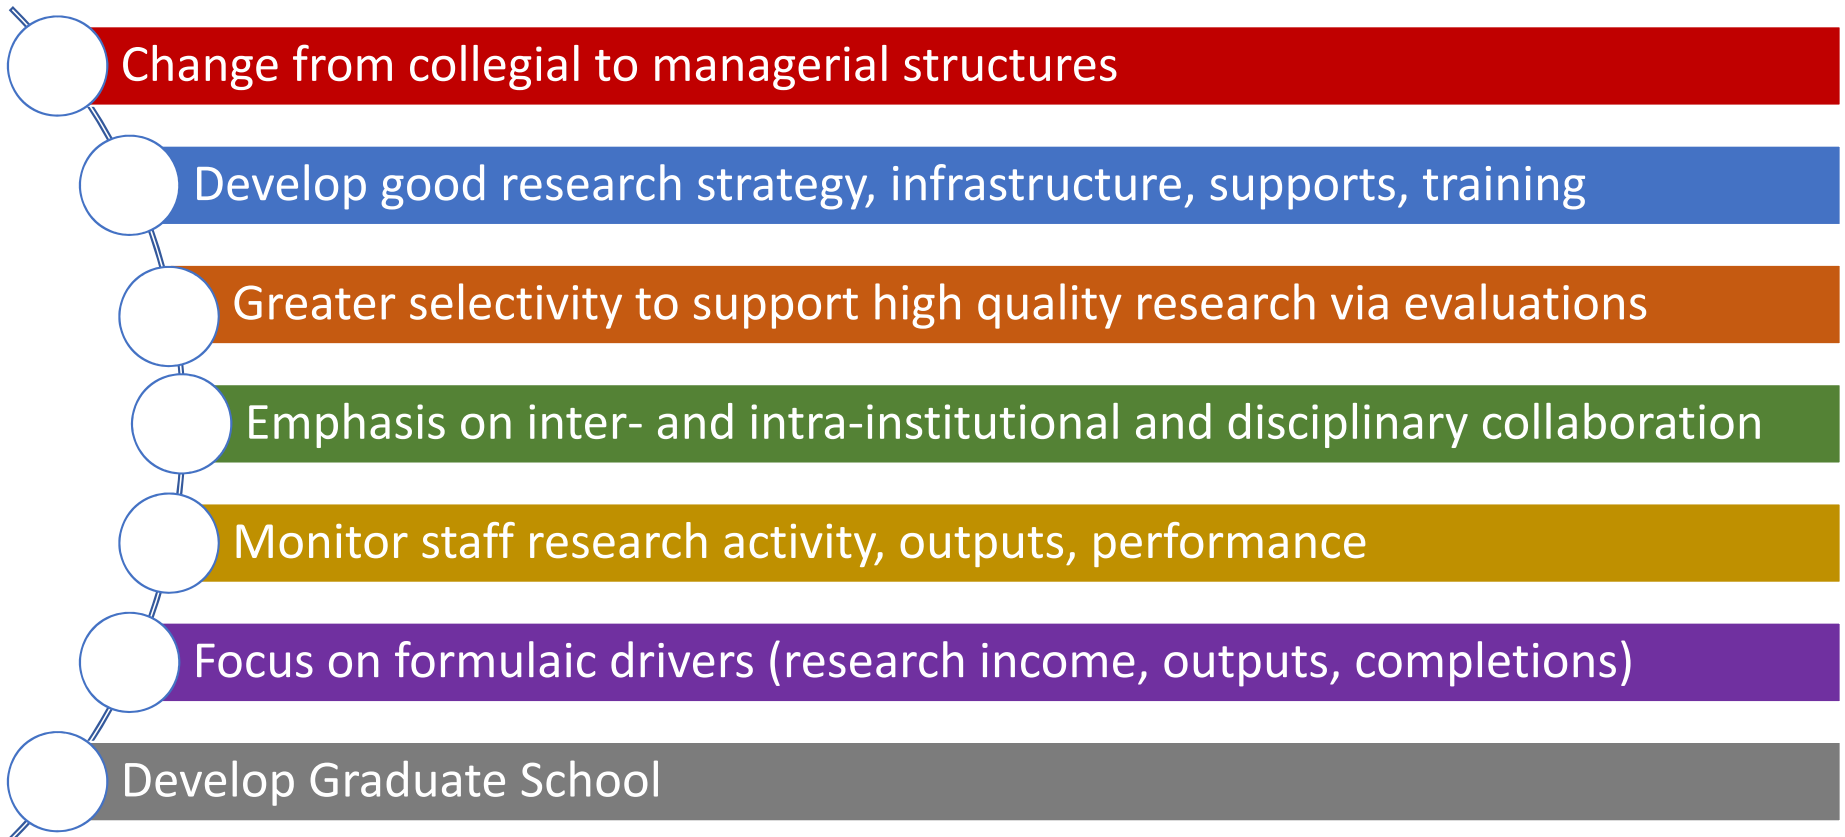 Change from collegial to managerial structures
Develop good research strategy, infrastructure, supports, training
Greater selectivity to support high quality research via evaluations
Emphasis on inter- and intra-institutional and disciplinary collaboration
Monitor staff research activity, outputs, performance
Focus on formulaic drivers (research income, outputs, completions)
Develop Graduate School